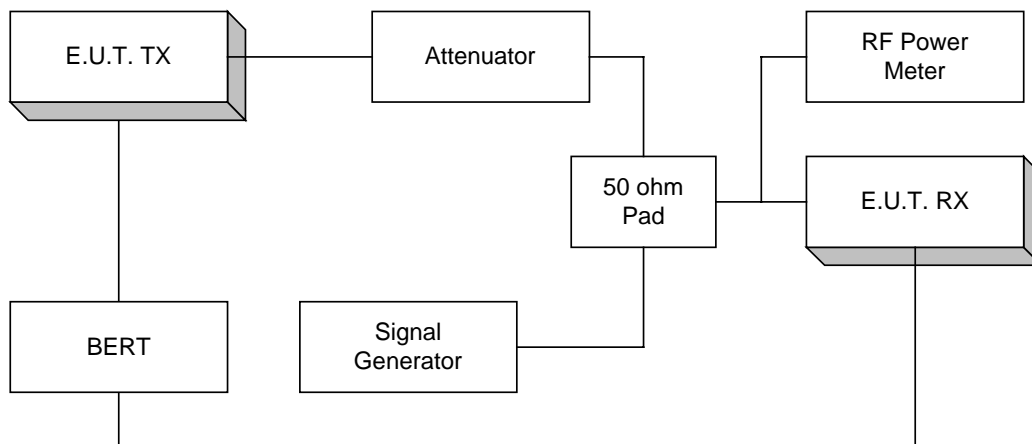 E.U.T. TX
Attenuator
RF Power
Meter
50 ohm
Pad
E.U.T. RX
BERT
Signal
Generator